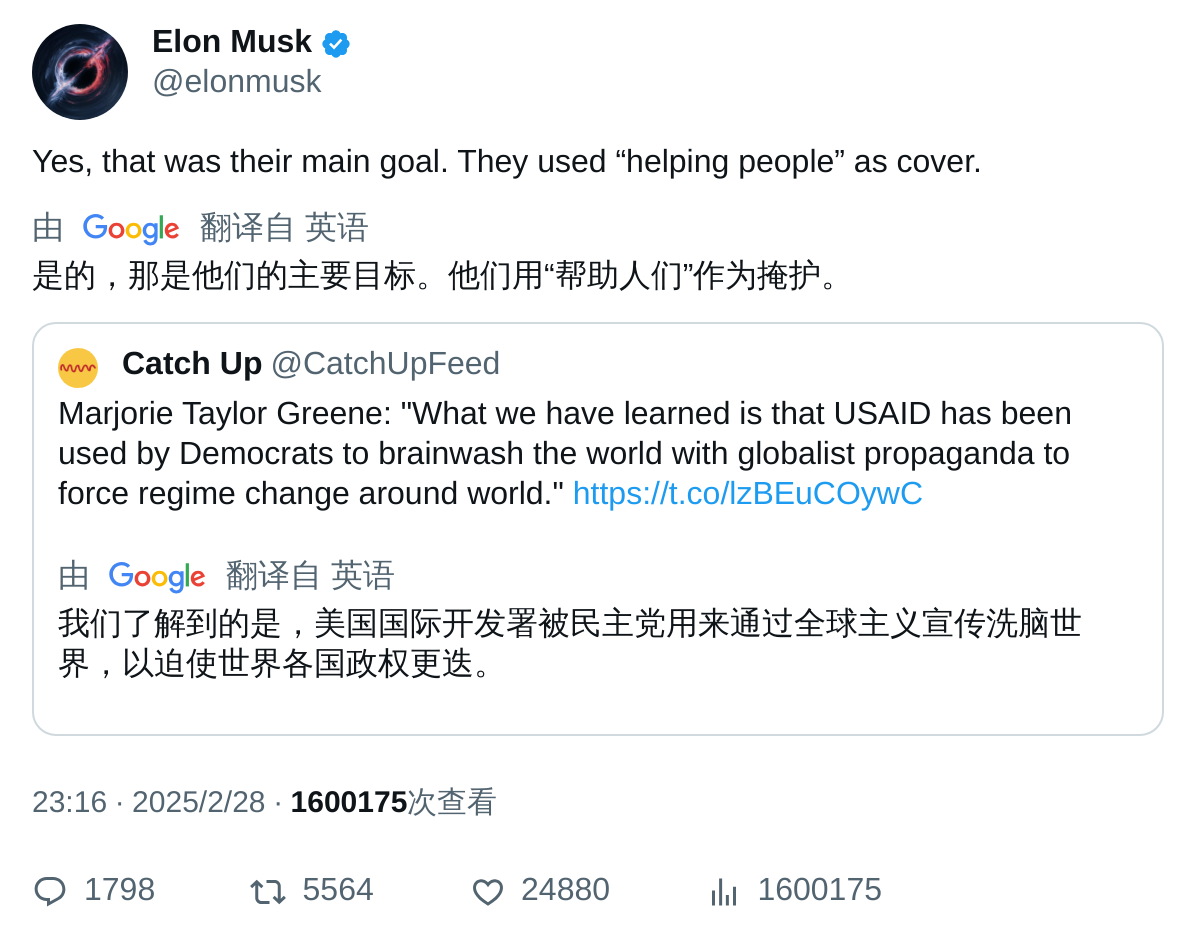 Elon Musk
@elonmusk
Yes, that was their main goal. They used “helping people” as cover.
由 Google 翻译自 英语
是的，那是他们的主要目标。他们用“帮助人们”作为掩护。
Catch Up @CatchUpFeed
Marjorie Taylor Greene: "What we have learned is that USAID has been
used by Democrats to brainwash the world with globalist propaganda to
force regime change around world." https://t.co/lzBEuCOywC
由 Google 翻译自 英语
我们了解到的是，美国国际开发署被民主党用来通过全球主义宣传洗脑世
界，以迫使世界各国政权更迭。
23:16 · 2025/2/28 · 1600175次查看
1798 5564 24880 1600175